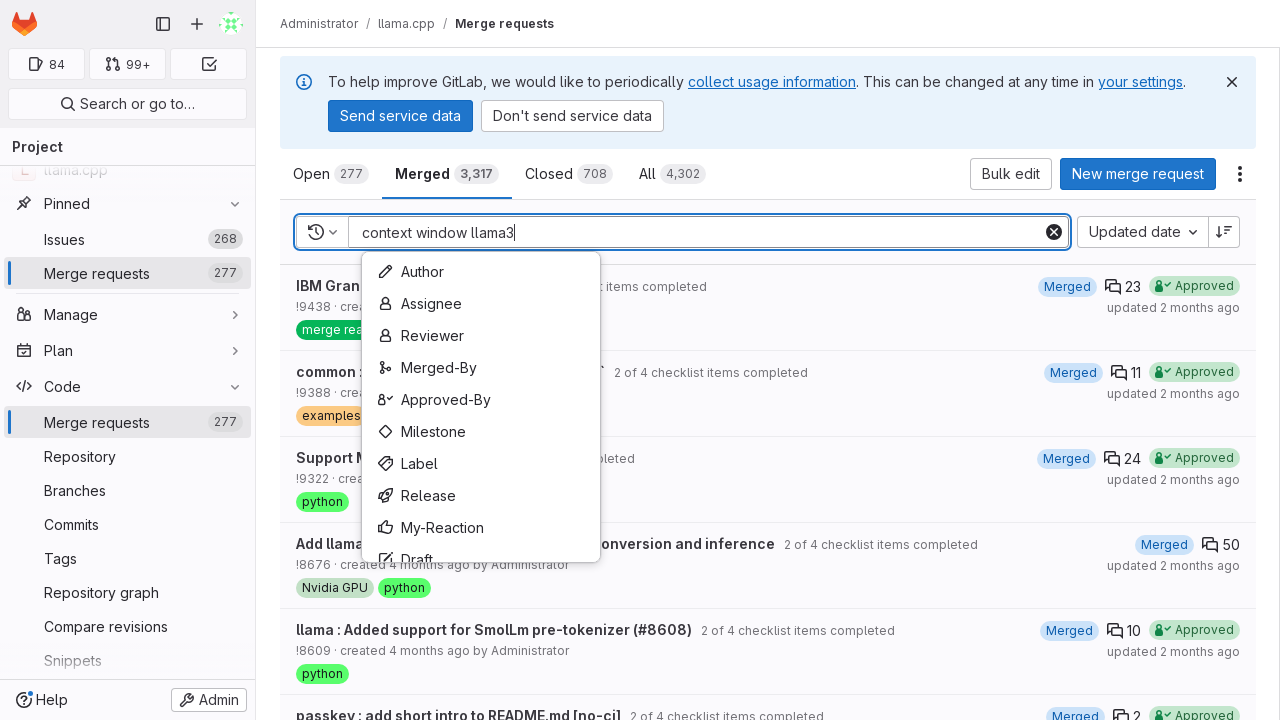 Administrator / llama.cpp / Merge requests
84
99+
Search or go to…
Project
llama.cpp
Pinned
Issues 268
Merge requests 277
Manage
Plan
Code
Merge requests 277
Repository
Branches
Commits
Tags
Repository graph
Compare revisions
Snippets
Help
Admin
To help improve GitLab, we would like to periodically collect usage information. This can be changed at any time in your settings.
Send service data
Don't send service data
Open 277
Merged 3,317
Closed 708
All 4,302
Bulk edit
New merge request
context window llama3
Updated date
Author
Assignee
Reviewer
Merged-By
Approved-By
Milestone
Label
Release
My-Reaction
Draft
IBM Gran
items completed
Merged 23 Approved
!9438 · crea
updated 2 months ago
merge rea
common :
` 2 of 4 checklist items completed
Merged 11 Approved
!9388 · crea
updated 2 months ago
examples
Support M
Merged 24 Approved
!9322 · crea
updated 2 months ago
python
Add llama
onversion and inference 2 of 4 checklist items completed
Merged 50
!8676 · created 4 months ago by Administrator
updated 2 months ago
Nvidia GPU python
llama : Added support for SmolLm pre-tokenizer (#8608) 2 of 4 checklist items completed
Merged 10 Approved
!8609 · created 4 months ago by Administrator
updated 2 months ago
python
passkey : add short intro to README.md [no-ci] 2 of 4 checklist items completed
Merged 2 Approved